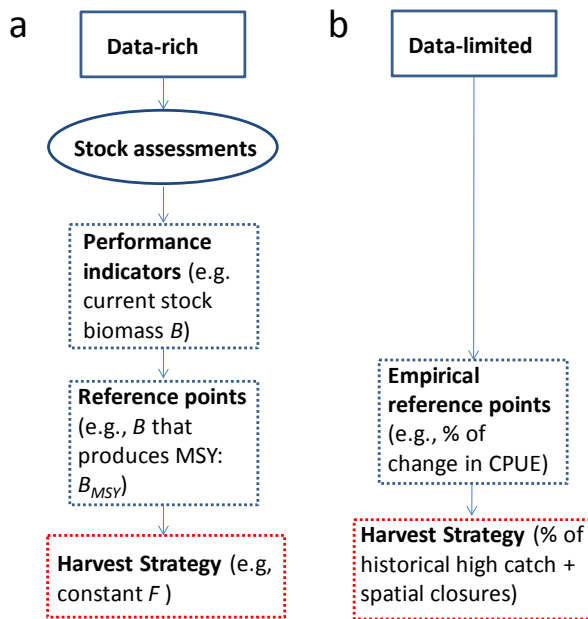 a
Data-rich
Stock assessments
Performance
indicators (e.g.
current stock
biomass B)
Reference points
(e.g., B that
produces MSY:
BMSY)
Harvest Strategy (e.g,
constant F )
b
Data-limited
Empirical
reference points
(e.g., % of
change in CPUE)
Harvest Strategy (% of
historical high catch +
spatial closures)